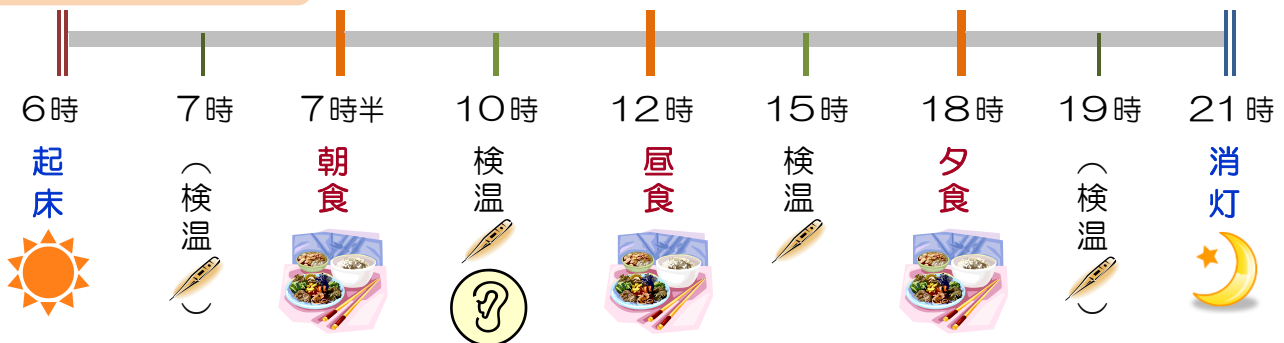 6時
7時
7時半
10時
12時
15時
18時
19時
21時
起床
（検温）
朝食
検温
昼食
検温
夕食
（検温）
消灯